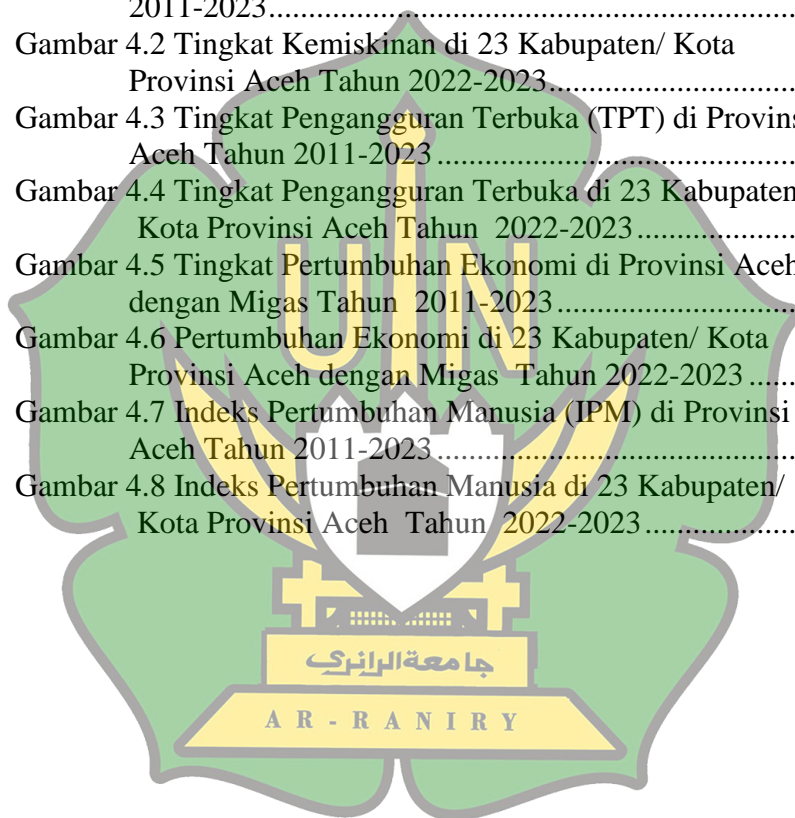 2011-2023
Gambar 4.2 Tingkat Kemiskinan di 23 Kabupaten/ Kota
Provinsi Aceh Tahun 2022-2023
Gambar 4.3 Tingkat Pengangguran Terbuka (TPT) di Provins
Aceh Tahun 2011-2023
Gambar 4.4 Tingkat Pengangguran Terbuka di 23 Kabupaten
Kota Provinsi Aceh Tahun 2022-2023
Gambar 4.5 Tingkat Pertumbuhan Ekonomi di Provinsi Aceh
dengan Migas Tahun 2011-2023
Gambar 4.6 Pertumbuhan Ekonomi di 23 Kabupaten/ Kota
Provinsi Aceh dengan Migas Tahun 2022-2023
Gambar 4.7 Indeks Pertumbuhan Manusia (IPM) di Provinsi
Aceh Tahun 2011-2023
Gambar 4.8 Indeks Pertumbuhan Manusia di 23 Kabupaten/
Kota Provinsi Aceh Tahun 2022-2023
UIN
جامعةالرانري
AR-RANIRY